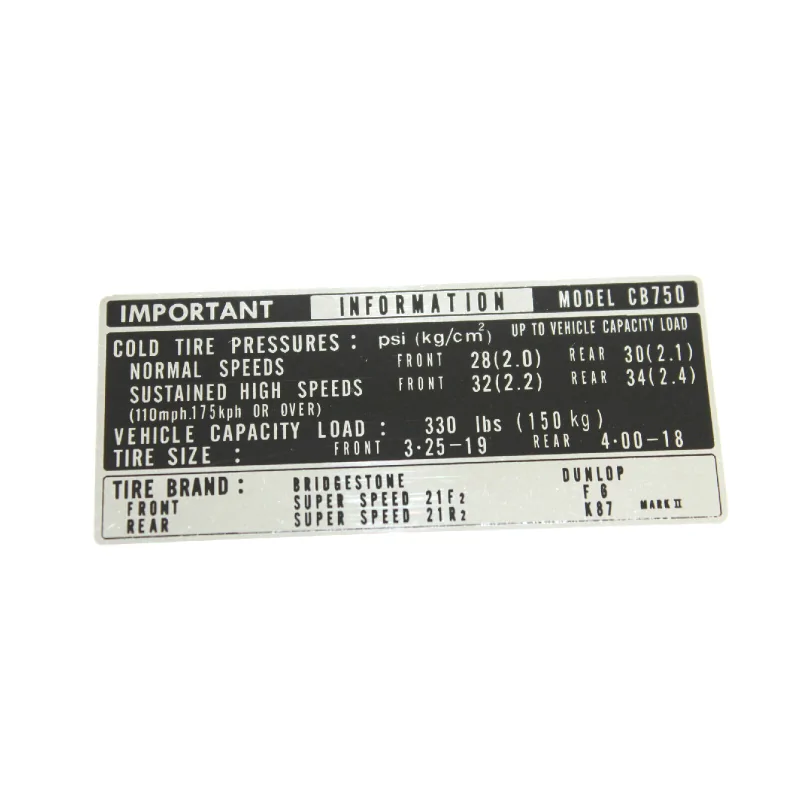 IMPORTANT INFORMATION MODEL CB750
COLD TIRE PRESSURES : psi (kg/cm²) UP TO VEHICLE CAPACITY LOAD
NORMAL SPEEDS FRONT 28(2.0) REAR 30(2.1)
SUSTAINED HIGH SPEEDS FRONT 32(2.2) REAR 34(2.4)
(110mph.175kph OR OVER)
VEHICLE CAPACITY LOAD : 330 lbs (150kg)
TIRE SIZE : FRONT 3·25-19 REAR 4·00-18
TIRE BRAND : BRIDGESTONE DUNLOP
FRONT SUPER SPEED 21F2 F6
REAR SUPER SPEED 21R2 K87 MARK II